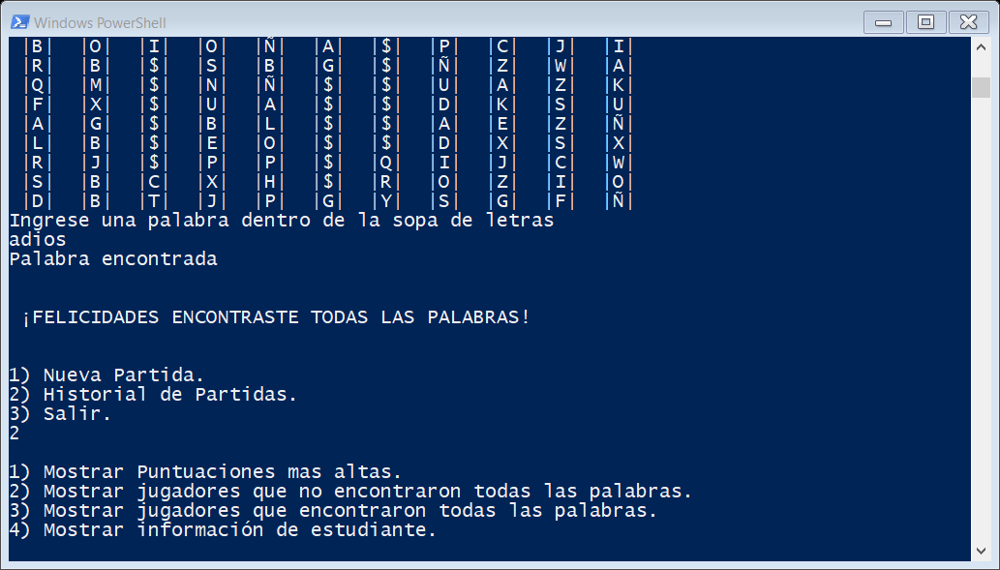 Windows PowerShell
|B|  |O|  |I|  |O|  |Ñ|  |A|  |$|  |P|  |C|  |J|  |I|
|R|  |B|  |$|  |S|  |B|  |G|  |$|  |Ñ|  |Z|  |W|  |A|
|Q|  |M|  |$|  |N|  |Ñ|  |$|  |$|  |U|  |A|  |Z|  |K|
|F|  |X|  |$|  |U|  |A|  |$|  |$|  |D|  |K|  |S|  |U|
|A|  |G|  |$|  |B|  |L|  |$|  |$|  |A|  |E|  |Z|  |Ñ|
|L|  |B|  |$|  |E|  |O|  |$|  |$|  |D|  |X|  |S|  |X|
|R|  |J|  |$|  |P|  |P|  |$|  |Q|  |I|  |J|  |C|  |W|
|S|  |B|  |C|  |X|  |H|  |$|  |R|  |O|  |Z|  |I|  |O|
|D|  |B|  |T|  |J|  |P|  |G|  |Y|  |S|  |G|  |F|  |Ñ|
Ingrese una palabra dentro de la sopa de letras
adios
Palabra encontrada
¡FELICIDADES ENCONTRASTE TODAS LAS PALABRAS!
1) Nueva Partida.
2) Historial de Partidas.
3) Salir.
2
1) Mostrar Puntuaciones mas altas.
2) Mostrar jugadores que no encontraron todas las palabras.
3) Mostrar jugadores que encontraron todas las palabras.
4) Mostrar información de estudiante.